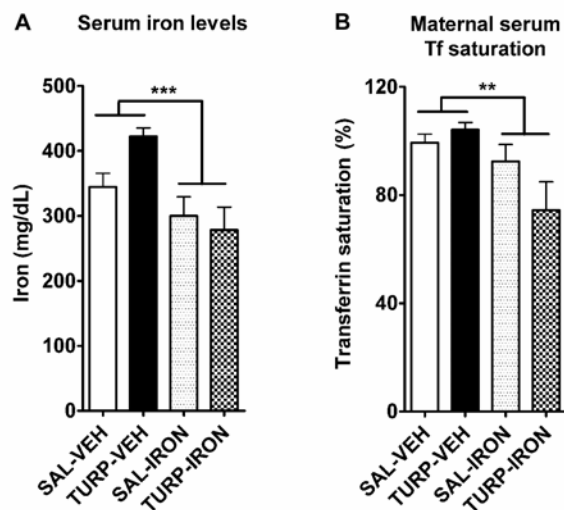 A Serum iron levels
Iron (mg/dL)
500
400
300
200
100
0
***
SAL-VEH
TURP-VEH
SAL-IRON
TURP-IRON
B Maternal serum
Tf saturation
Transferrin saturation (%)
120
80
40
0
**
SAL-VEH
TURP-VEH
SAL-IRON
TURP-IRON